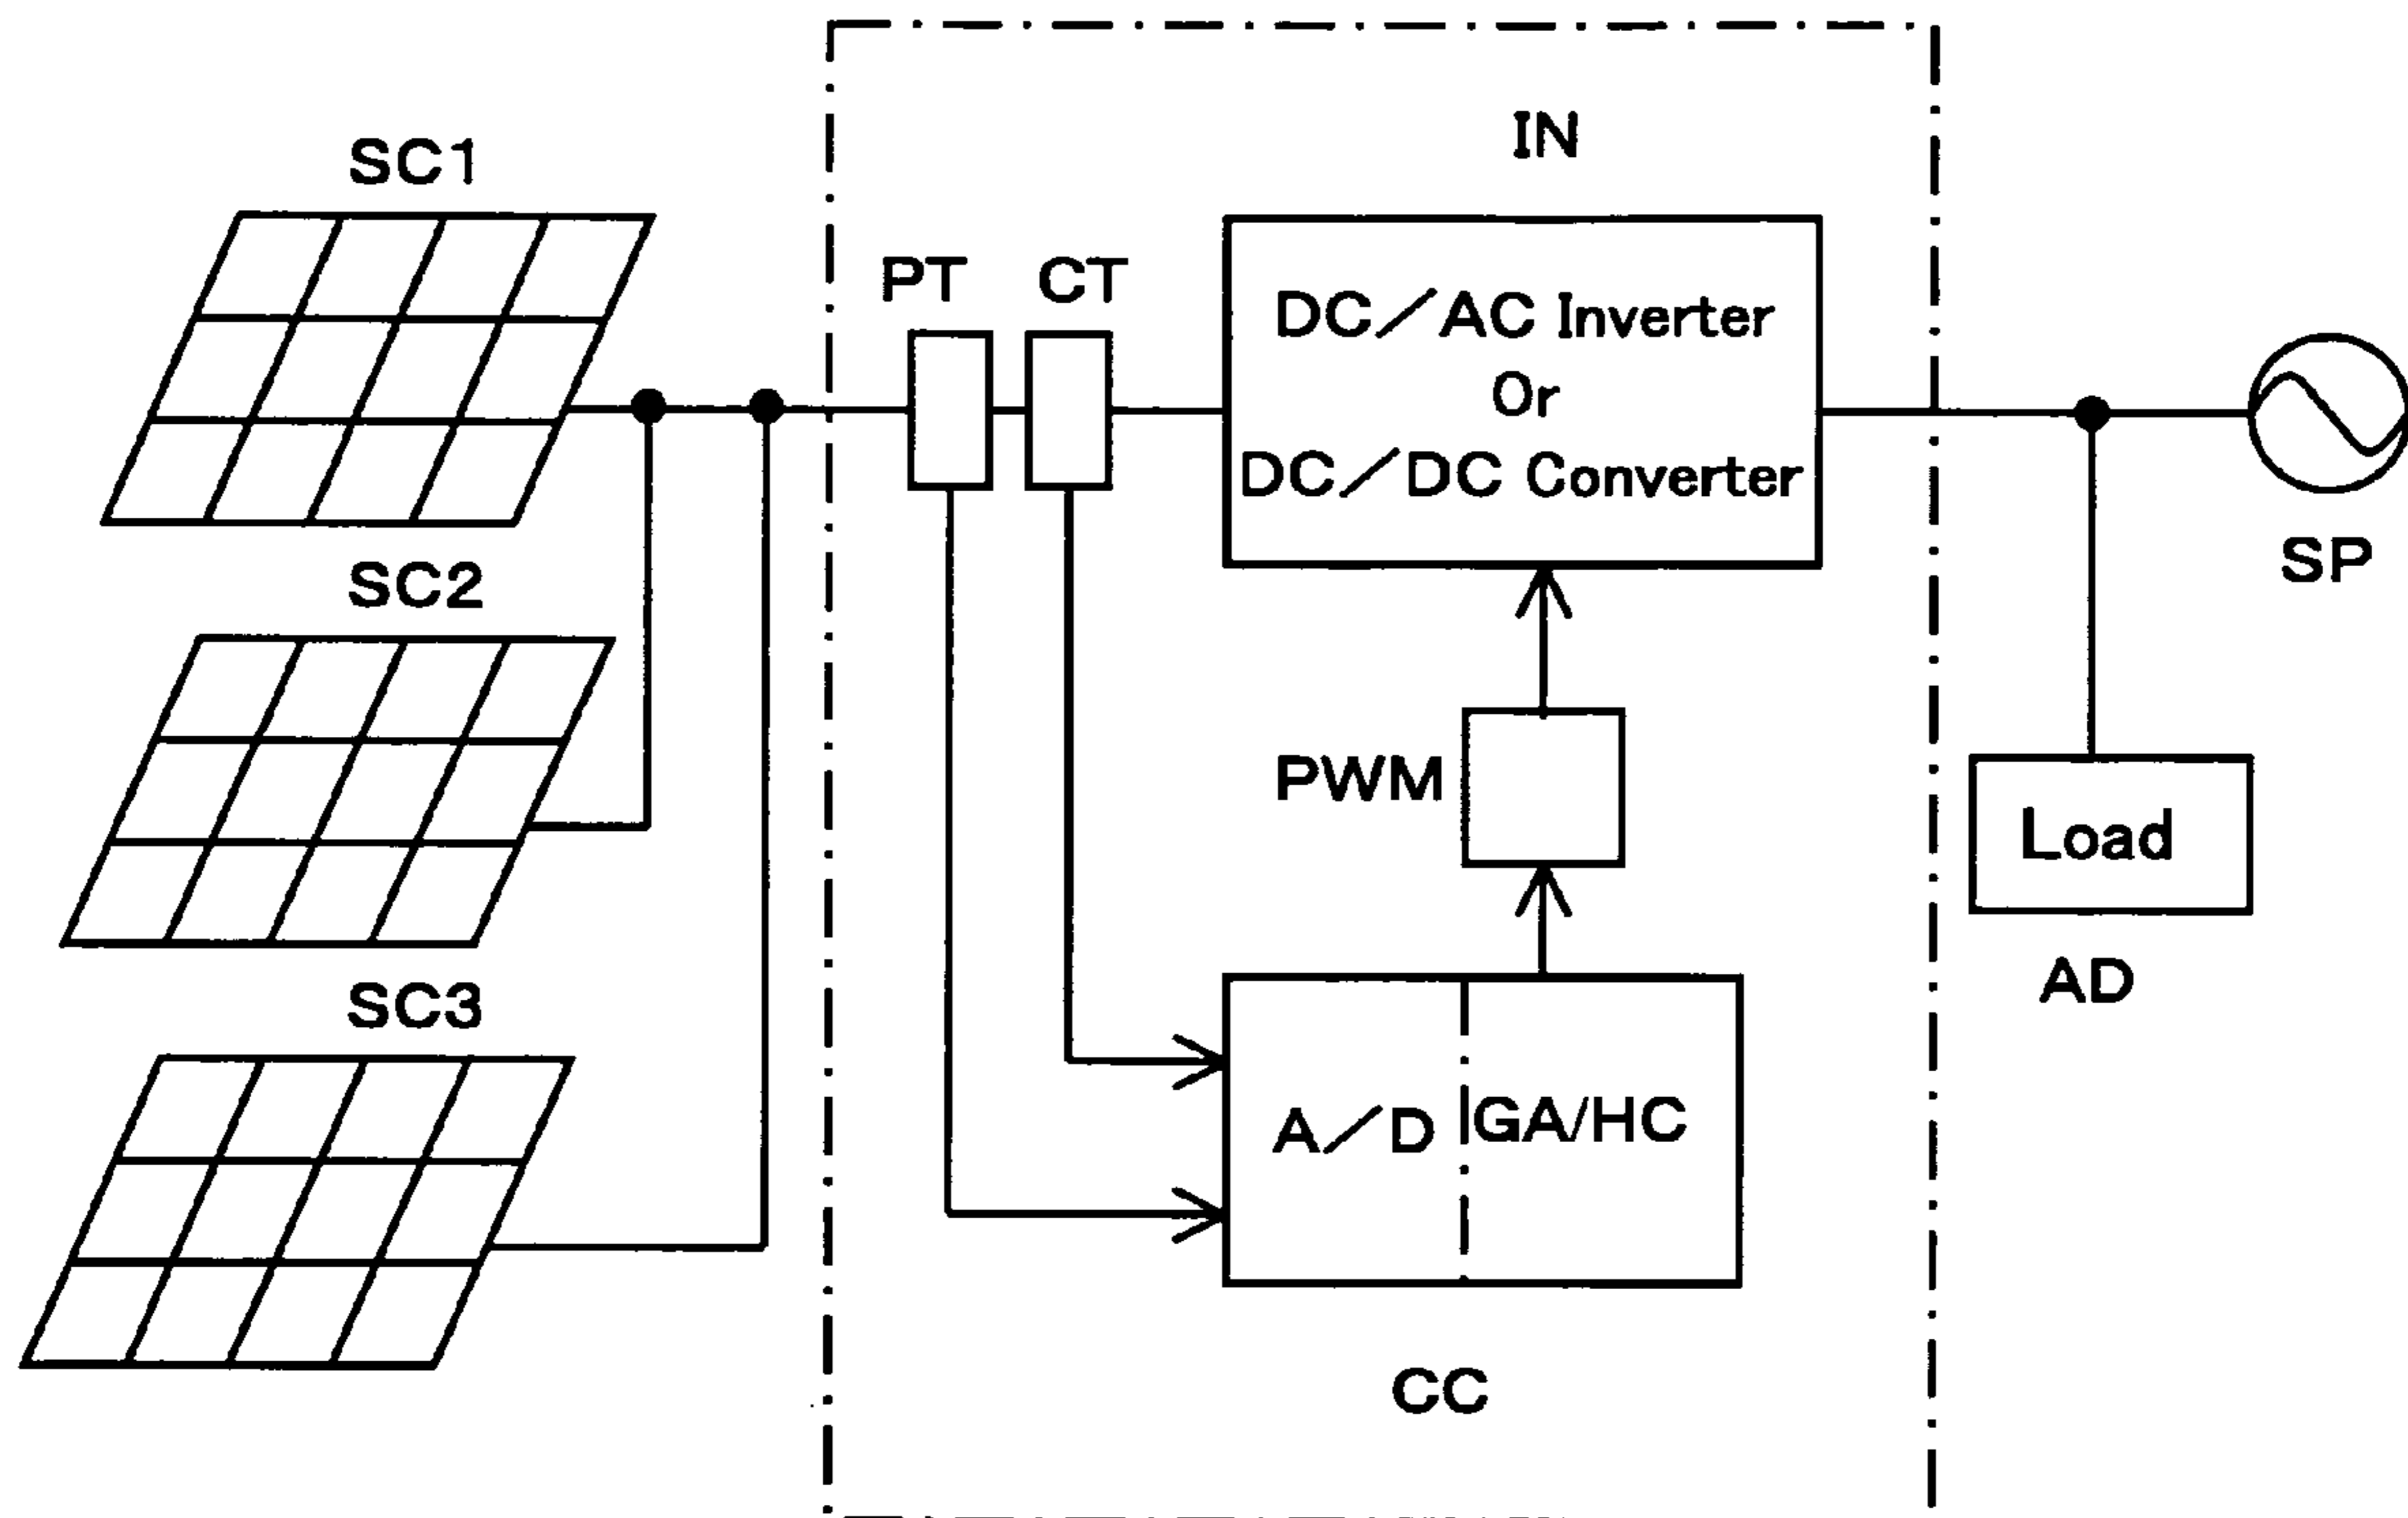 SC1
SC2
SC3
PT
CT
IN
DC/AC Inverter
Or
DC/DC Converter
PWM
A/D
GA/HC
CC
SP
Load
AD